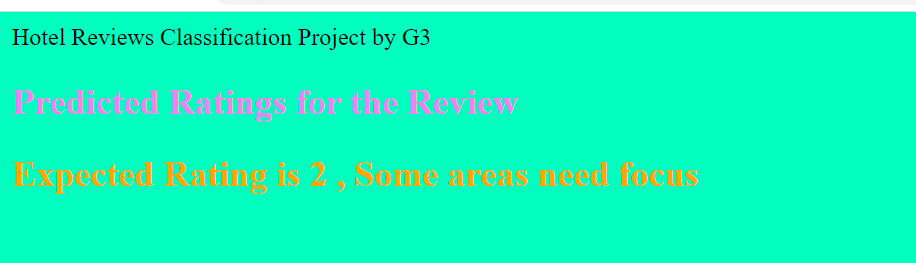 Hotel Reviews Classification Project by G3
Predicted Ratings for the Review
Expected Rating is 2 , Some areas need focus